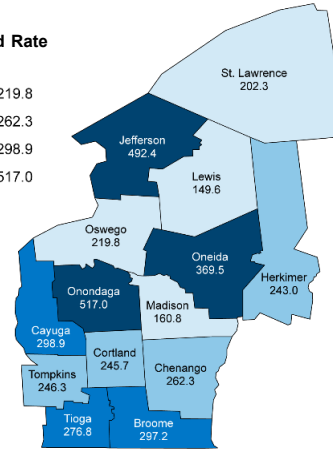 d Rate
219.8
262.3
298.9
517.0
St. Lawrence
202.3
Jefferson
492.4
Lewis
149.6
Oswego
219.8
Oneida
369.5
Herkimer
243.0
Onondaga
517.0
Madison
160.8
Cayuga
298.9
Cortland
245.7
Chenango
262.3
Tompkins
246.3
Tioga
276.8
Broome
297.2